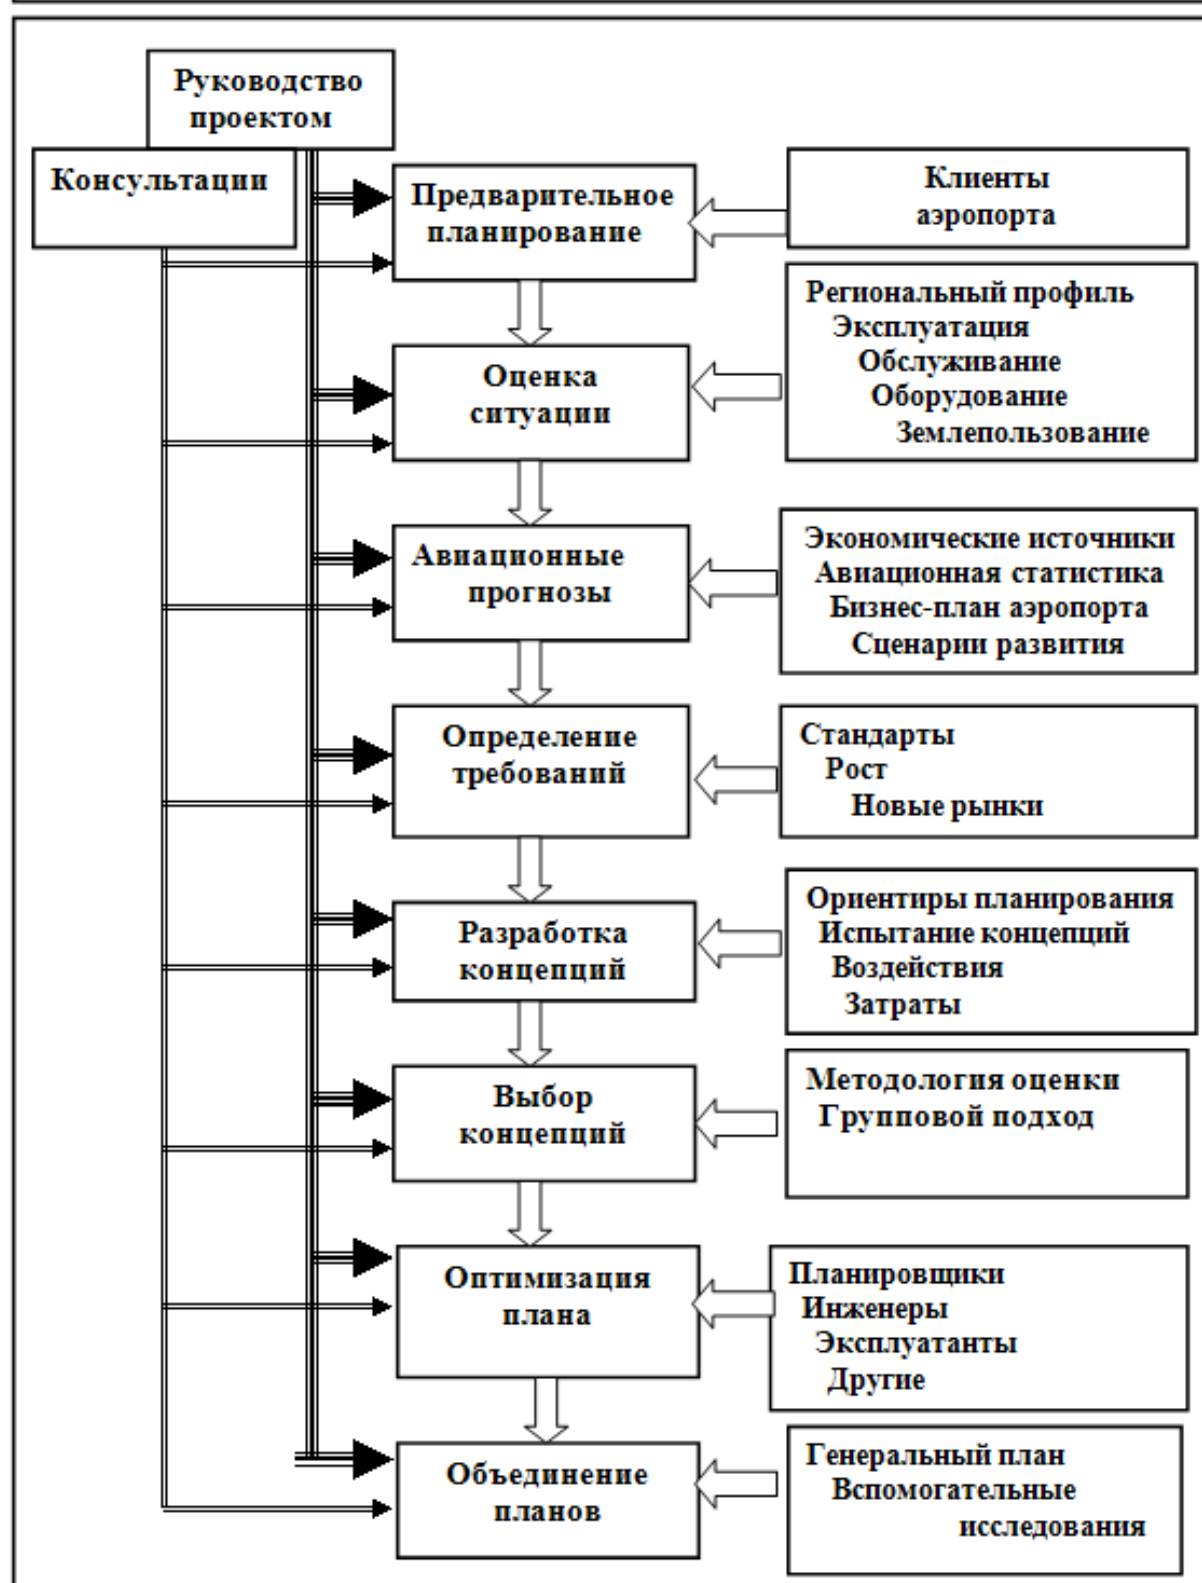 Руководство
проектом
Консультации
Предварительное
планирование
Клиенты
аэропорта
Оценка
ситуации
Региональный профиль
Эксплуатация
Обслуживание
Оборудование
Землепользование
Авиационные
прогнозы
Экономические источники
Авиационная статистика
Бизнес-план аэропорта
Сценарии развития
Определение
требований
Стандарты
Рост
Новые рынки
Разработка
концепций
Ориентиры планирования
Испытание концепций
Воздействия
Затраты
Выбор
концепций
Методология оценки
Групповой подход
Оптимизация
плана
Планировщики
Инженеры
Эксплуатанты
Другие
Объединение
планов
Генеральный план
Вспомогательные
исследования